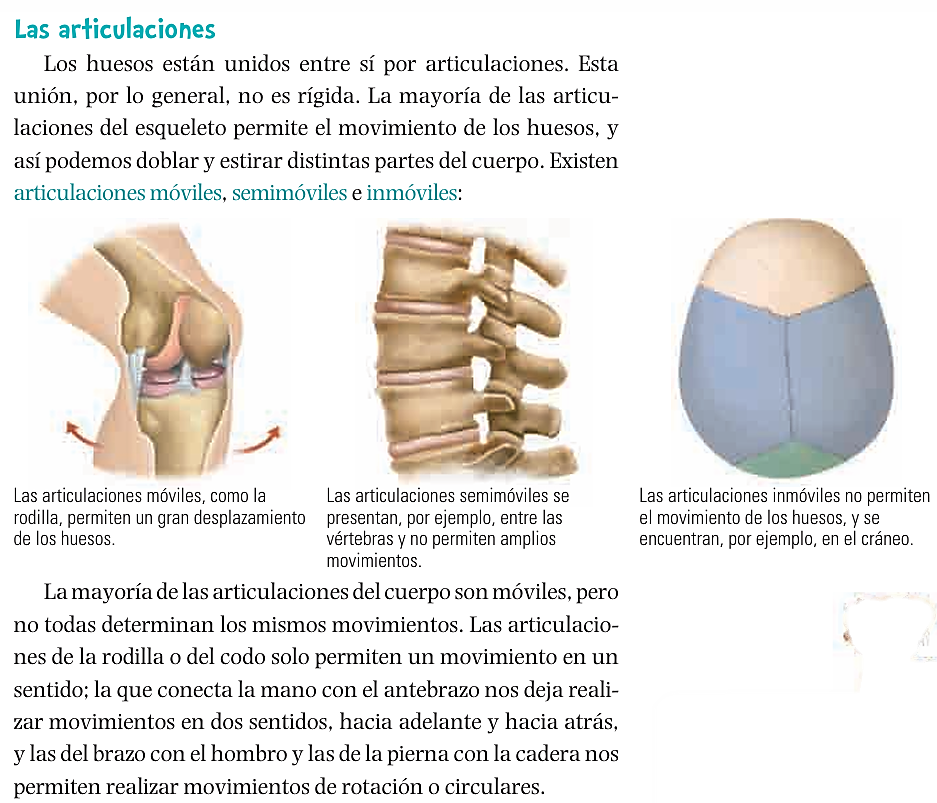 Las articulaciones
Los huesos están unidos entre sí por articulaciones. Esta
unión, por lo general, no es rígida. La mayoría de las articu-
laciones del esqueleto permite el movimiento de los huesos, y
así podemos doblar y estirar distintas partes del cuerpo. Existen
articulaciones móviles, semimóviles e inmóviles:
Las articulaciones móviles, como la
rodilla, permiten un gran desplazamiento
de los huesos.
Las articulaciones semimóviles se
presentan, por ejemplo, entre las
vértebras y no permiten amplios
movimientos.
Las articulaciones inmóviles no permiten
el movimiento de los huesos, y se
encuentran, por ejemplo, en el cráneo.
La mayoría de las articulaciones del cuerpo son móviles, pero
no todas determinan los mismos movimientos. Las articulacio-
nes de la rodilla o del codo solo permiten un movimiento en un
sentido; la que conecta la mano con el antebrazo nos deja reali-
zar movimientos en dos sentidos, hacia adelante y hacia atrás,
y las del brazo con el hombro y las de la pierna con la cadera nos
permiten realizar movimientos de rotación o circulares.